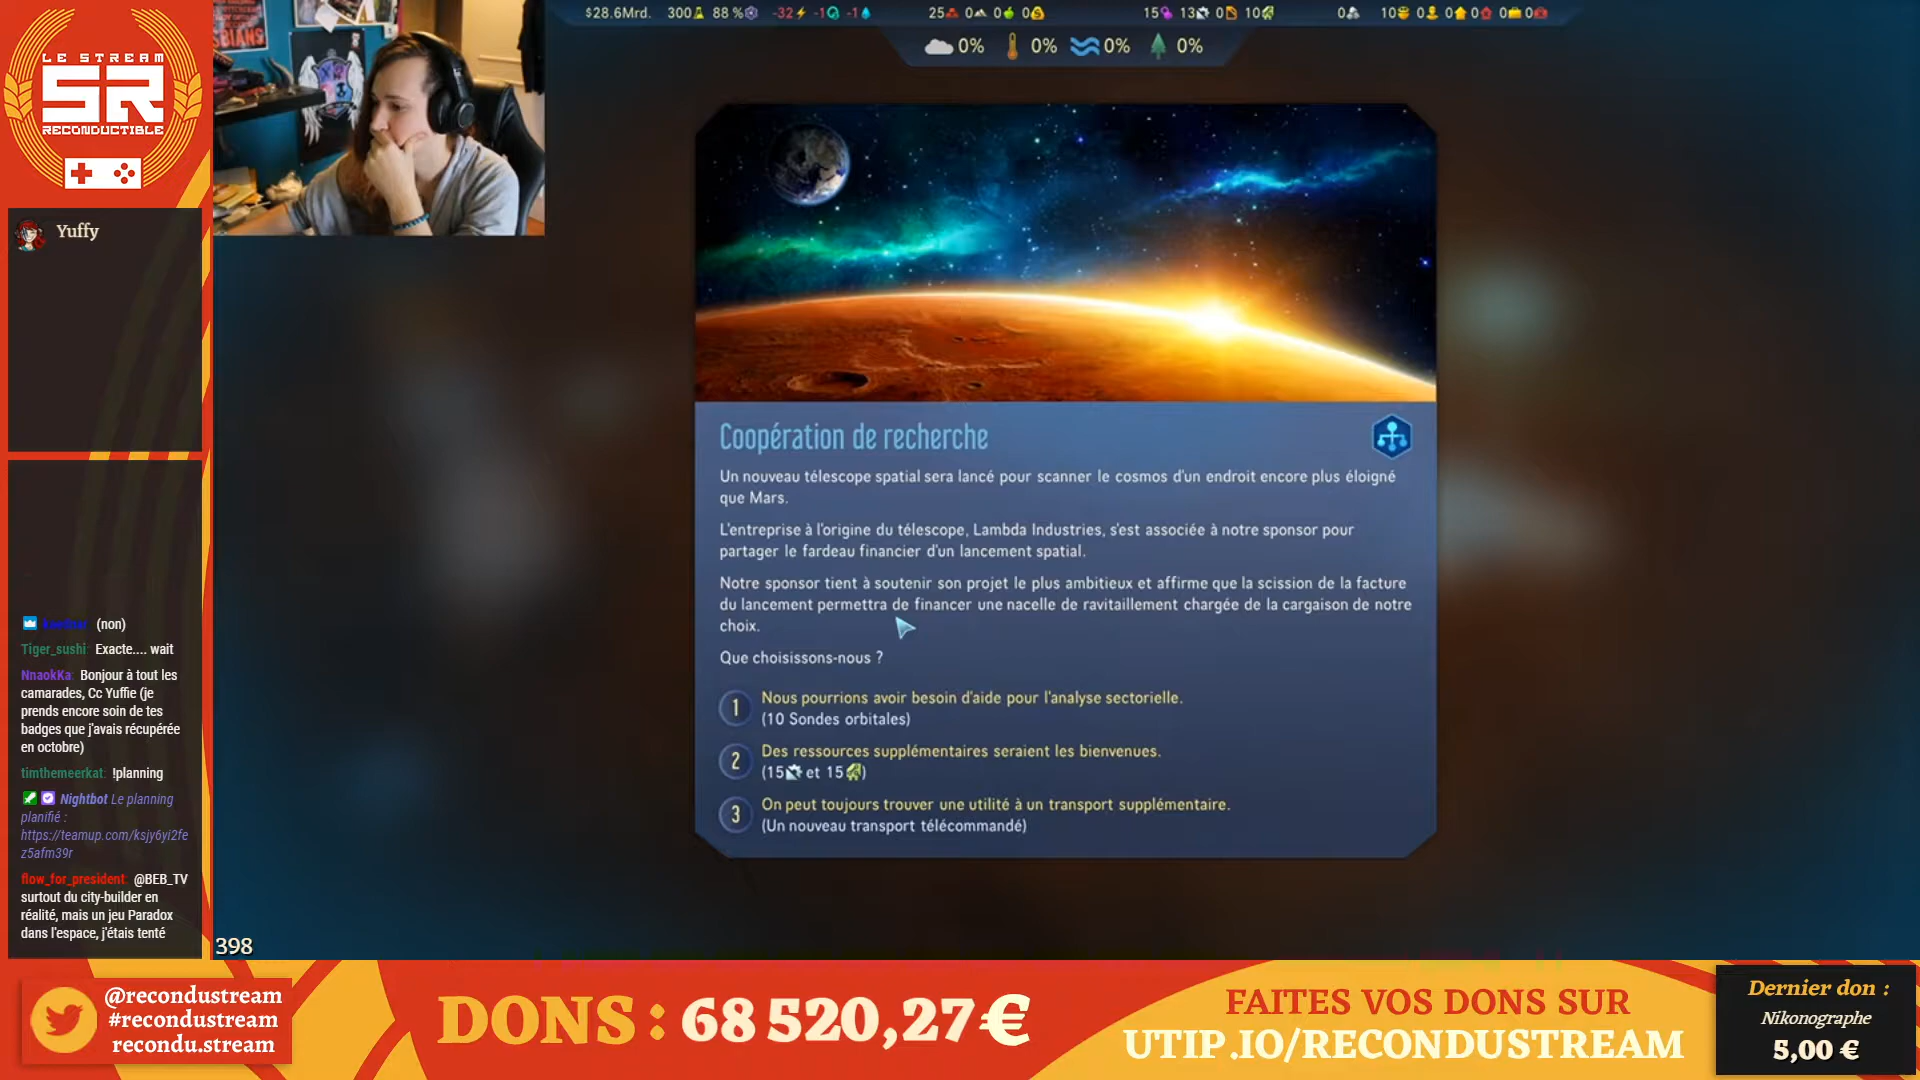 LE STREAM
SR
RECONDUCTIBLE
$28.6Mrd. 300 88 % -32 -1 -1 25 0 0 0 15 13 0 10 0 10 0 0 0 0 0
0% 0% 0% 0%
Yuffy
Coopération de recherche
Un nouveau télescope spatial sera lancé pour scanner le cosmos d'un endroit encore plus éloigné
que Mars.
L'entreprise à l'origine du télescope, Lambda Industries, s'est associée à notre sponsor pour
partager le fardeau financier d'un lancement spatial.
Notre sponsor tient à soutenir son projet le plus ambitieux et affirme que la scission de la facture
du lancement permettra de financer une nacelle de ravitaillement chargée de la cargaison de notre
choix.
Que choisissons-nous ?
1 Nous pourrions avoir besoin d'aide pour l'analyse sectorielle.
(10 Sondes orbitales)
2 Des ressources supplémentaires seraient les bienvenues.
(15 et 15)
3 On peut toujours trouver une utilité à un transport supplémentaire.
(Un nouveau transport télécommandé)
(non)
Tiger_sushi: Exacte.... wait
NnaokKa: Bonjour à tout les
camarades, Cc Yuffie (je
prends encore soin de tes
badges que j'avais récupérée
en octobre)
timthemeerkat: !planning
Nightbot Le planning
planifié :
https://teamup.com/ksjy6yi2fe
z5afm39r
flow_for_president: @BEB_TV
surtout du city-builder en
réalité, mais un jeu Paradox
dans l'espace, j'étais tenté
398
@recondustream
#recondustream
recondu.stream
DONS : 68 520,27€
FAITES VOS DONS SUR
UTIP.IO/RECONDUSTREAM
Dernier don :
Nikonographe
5,00 €